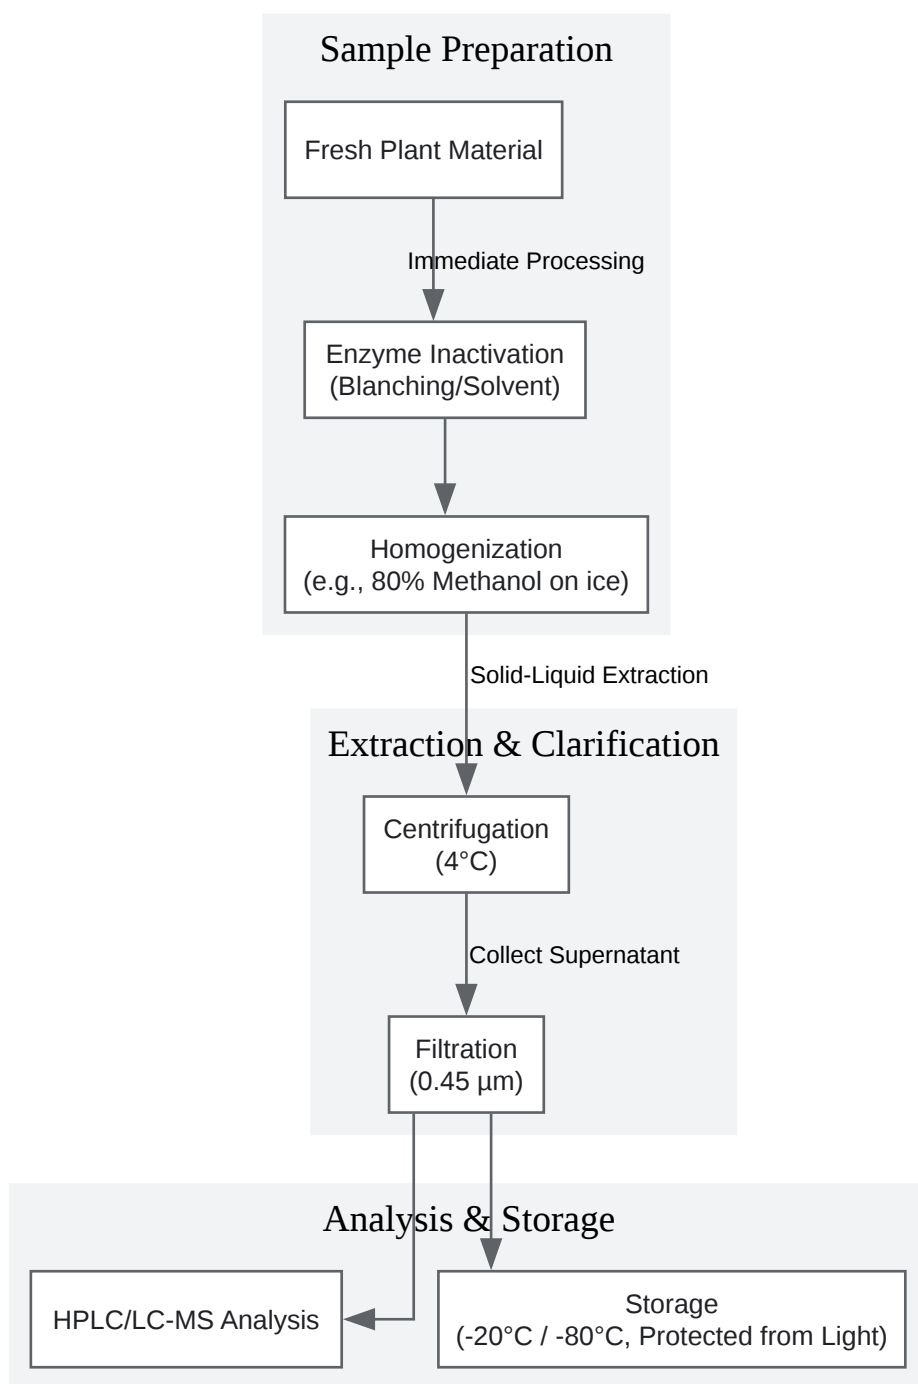 Sample Preparation
Fresh Plant Material
Immediate Processing
Enzyme Inactivation
(Blanching/Solvent)
Homogenization
(e.g., 80% Methanol on ice)
Solid-Liquid Extraction
Extraction & Clarification
Centrifugation
(4°C)
Collect Supernatant
Filtration
(0.45 µm)
Analysis & Storage
HPLC/LC-MS Analysis
Storage
(-20°C / -80°C, Protected from Light)